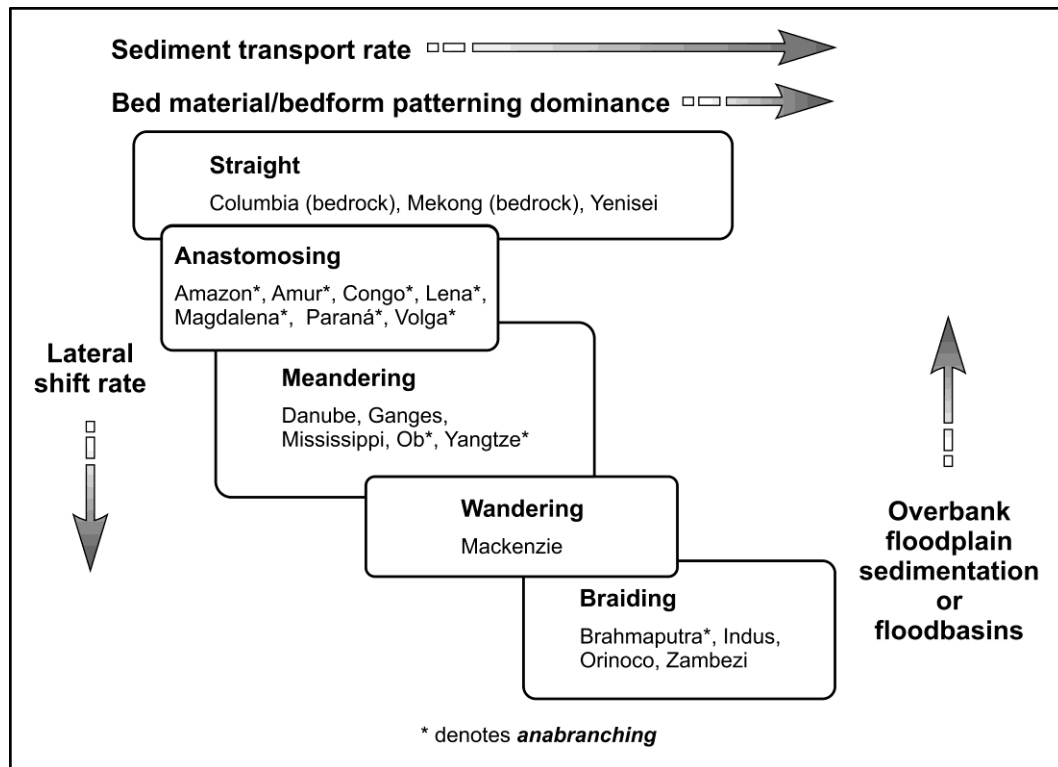 Sediment transport rate
Bed material/bedform patterning dominance
Straight
Columbia (bedrock), Mekong (bedrock), Yenisei
Anastomosing
Amazon*, Amur*, Congo*, Lena*,
Magdalena*, Paraná*, Volga*
Lateral
shift rate
Meandering
Danube, Ganges,
Mississippi, Ob*, Yangtze*
Wandering
Mackenzie
Overbank
floodplain
sedimentation
or
floodbasins
Braiding
Brahmaputra*, Indus,
Orinoco, Zambezi
* denotes anabranching